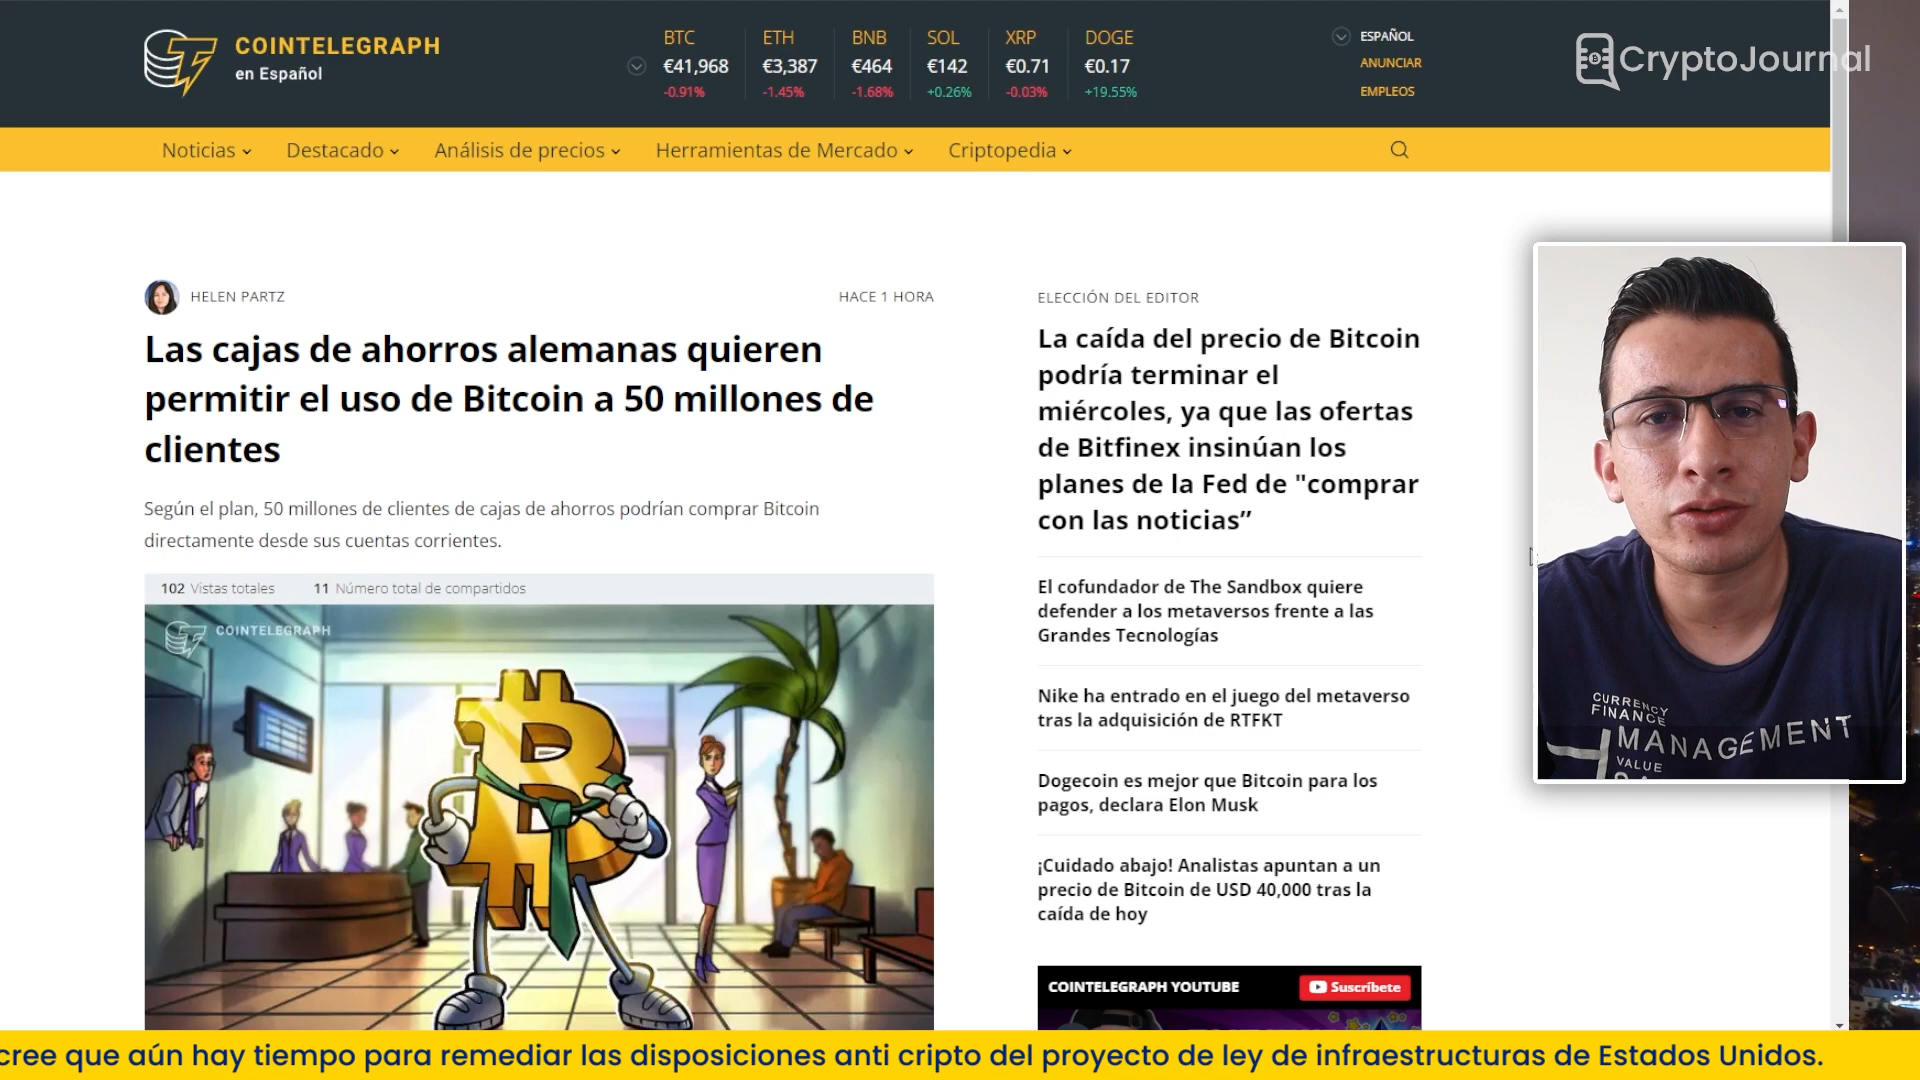 COINTELEGRAPH
en Español
BTC
€41,968
-0.91%
ETH
€3,387
-1.45%
BNB
€464
-1.68%
SOL
€142
+0.26%
XRP
€0.71
-0.03%
DOGE
€0.17
+19.55%
ESPAÑOL
ANUNCIAR
EMPLEOS
CryptoJournal
Noticias
Destacado
Análisis de precios
Herramientas de Mercado
Criptopedia
HELEN PARTZ
HACE 1 HORA
Las cajas de ahorros alemanas quieren
permitir el uso de Bitcoin a 50 millones de
clientes
Según el plan, 50 millones de clientes de cajas de ahorros podrían comprar Bitcoin
directamente desde sus cuentas corrientes.
102 Vistas totales
11 Número total de compartidos
COINTELEGRAPH
ELECCIÓN DEL EDITOR
La caída del precio de Bitcoin
podría terminar el
miércoles, ya que las ofertas
de Bitfinex insinúan los
planes de la Fed de "comprar
con las noticias”
El cofundador de The Sandbox quiere
defender a los metaversos frente a las
Grandes Tecnologías
Nike ha entrado en el juego del metaverso
tras la adquisición de RTFKT
Dogecoin es mejor que Bitcoin para los
pagos, declara Elon Musk
¡Cuidado abajo! Analistas apuntan a un
precio de Bitcoin de USD 40,000 tras la
caída de hoy
COINTELEGRAPH YOUTUBE
Suscríbete
CURRENCY
FINANCE
MANAGEMENT
VALUE
cree que aún hay tiempo para remediar las disposiciones anti cripto del proyecto de ley de infraestructuras de Estados Unidos.